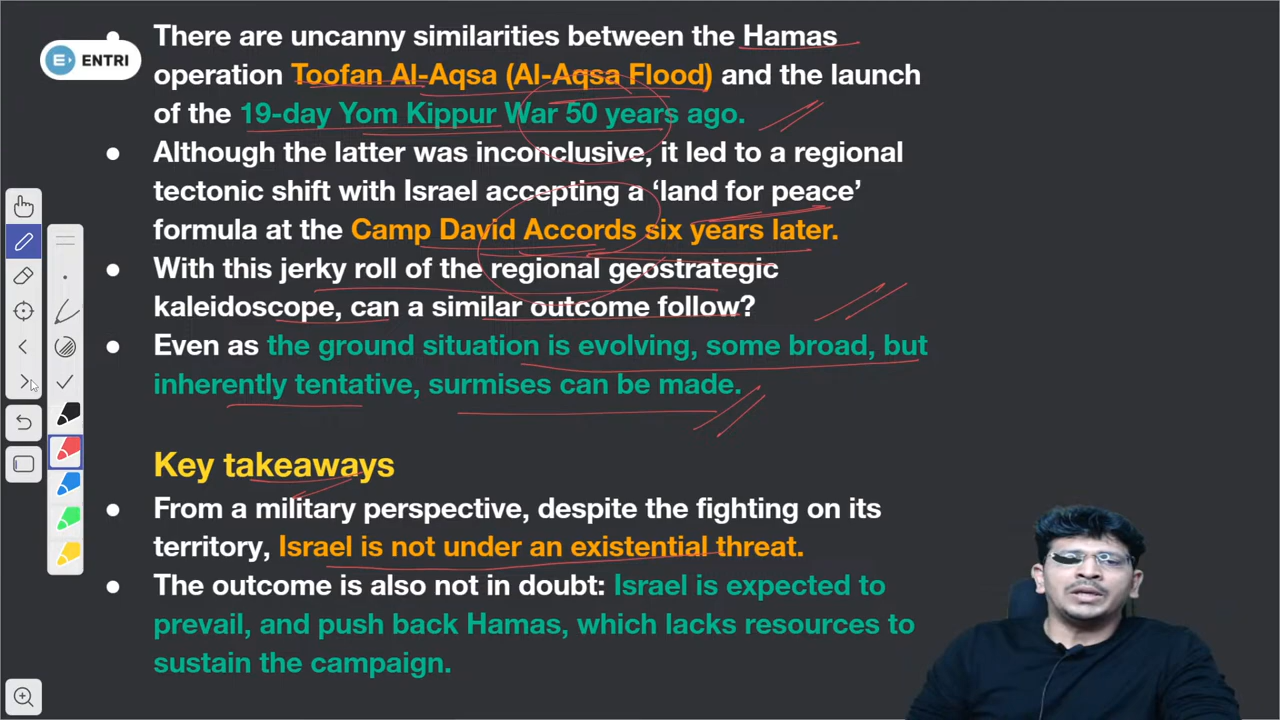 There are uncanny similarities between the Hamas
ENTRI
operation Toofan Al-Aqsa (Al-Aqsa Flood) and the launch
of the 19-day Yom Kippur War 50 years ago.
Although the latter was inconclusive, it led to a regional
tectonic shift with Israel accepting a ‘land for peace’
formula at the Camp David Accords six years later.
With this jerky roll of the regional geostrategic
kaleidoscope, can a similar outcome follow?
Even as the ground situation is evolving, some broad, but
inherently tentative, surmises can be made.
Key takeaways
From a military perspective, despite the fighting on its
territory, Israel is not under an existential threat.
The outcome is also not in doubt: Israel is expected to
prevail, and push back Hamas, which lacks resources to
sustain the campaign.